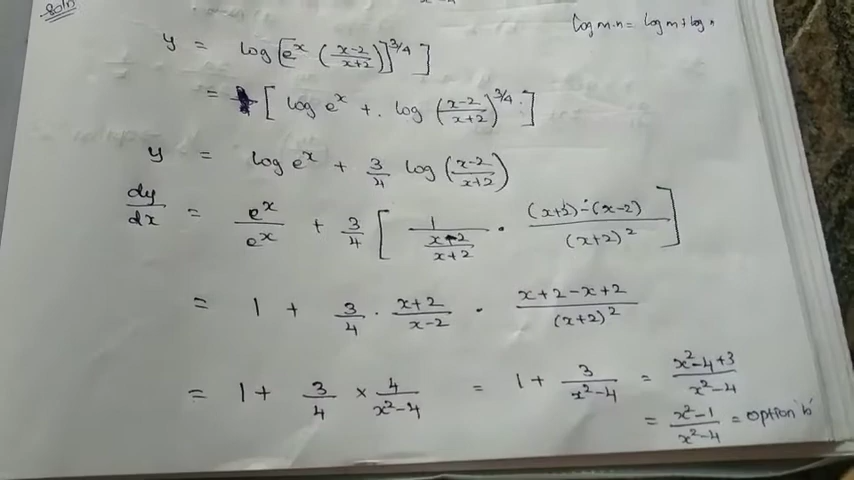 Soln
log m·n = log m + log n
y = log[e^x ((x-2)/(x+2))]^3/4]
= [log e^x + . log ((x-2)/(x+2))^3/4 ]
y = log e^x + 3/4 log ((x-2)/(x+2))
dy/dx = e^x/e^x + 3/4 [ 1/((x-2)/(x+2)) · ((x+2) - (x-2))/(x+2)^2 ]
= 1 + 3/4 · (x+2)/(x-2) · (x+2-x+2)/(x+2)^2
= 1 + 3/4 × 4/(x^2-4) = 1 + 3/(x^2-4) = (x^2-4+3)/(x^2-4)
= (x^2-1)/(x^2-4) = option 'b'